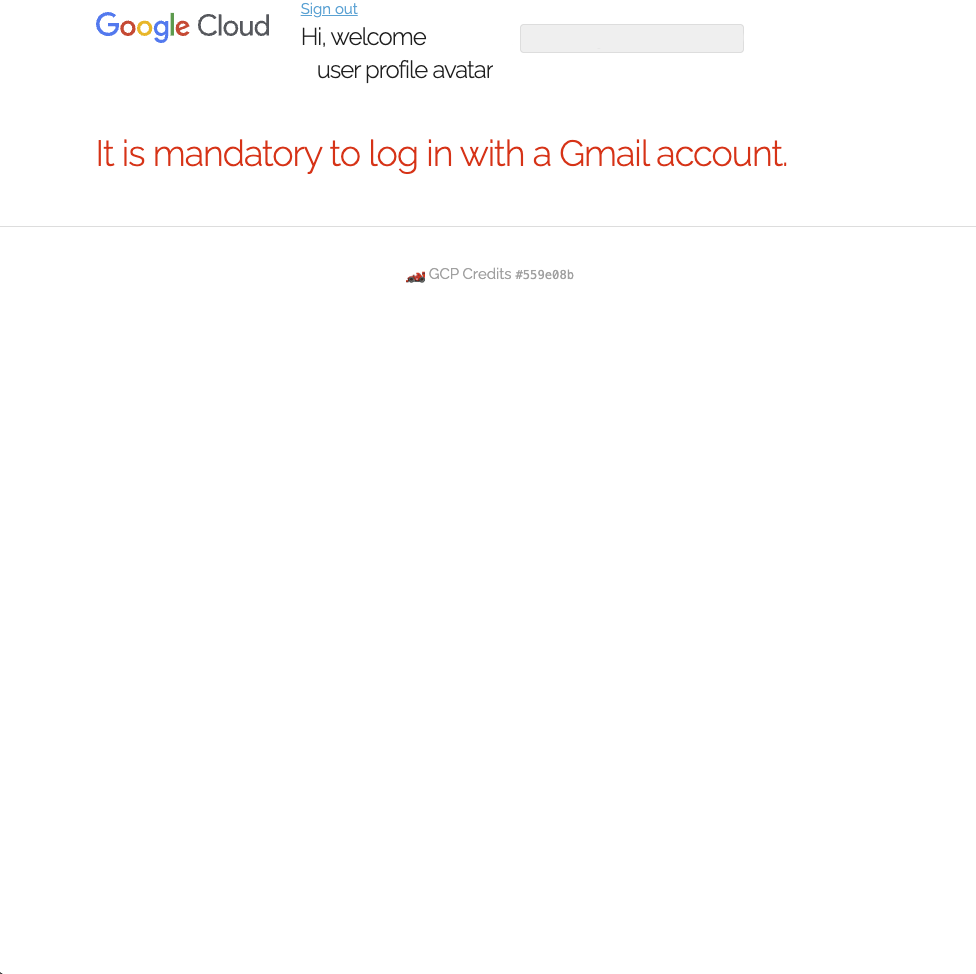 Google Cloud
Sign out
Hi, welcome
user profile avatar
It is mandatory to log in with a Gmail account.
GCP Credits #559e08b